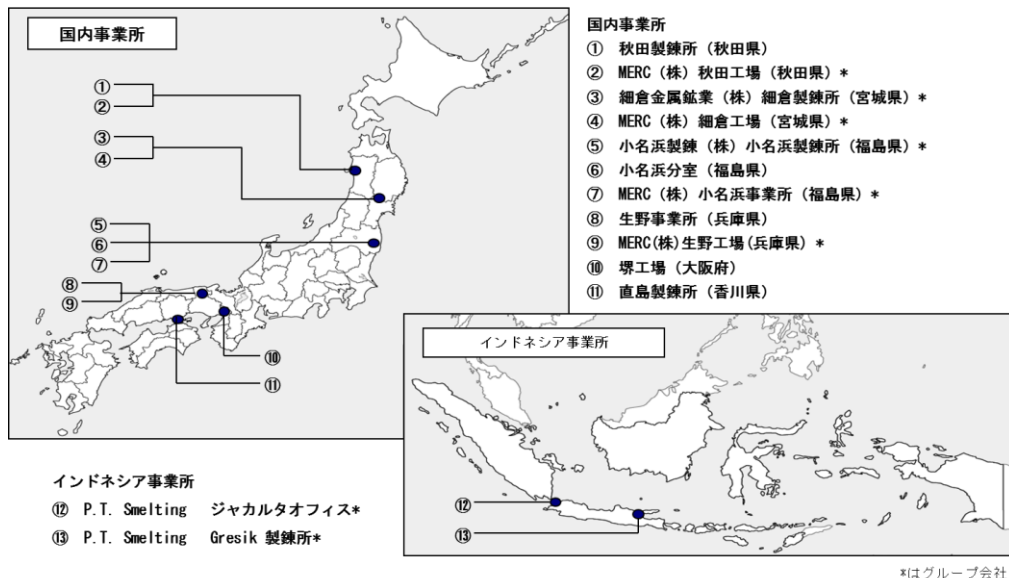 国内事業所
①
②
③
④
⑤
⑥
⑦
⑧
⑨
⑩
⑪
国内事業所
① 秋田製錬所（秋田県）
② MERC（株）秋田工場（秋田県）*
③ 細倉金属鉱業（株）細倉製錬所（宮城県）*
④ MERC（株）細倉工場（宮城県）*
⑤ 小名浜製錬（株）小名浜製錬所（福島県）*
⑥ 小名浜分室（福島県）
⑦ MERC（株）小名浜事業所（福島県）*
⑧ 生野事業所（兵庫県）
⑨ MERC(株)生野工場(兵庫県）*
⑩ 堺工場（大阪府）
⑪ 直島製錬所（香川県）
インドネシア事業所
⑫
⑬
インドネシア事業所
⑫ P.T. Smelting ジャカルタオフィス*
⑬ P.T. Smelting Gresik 製錬所*
*はグループ会社